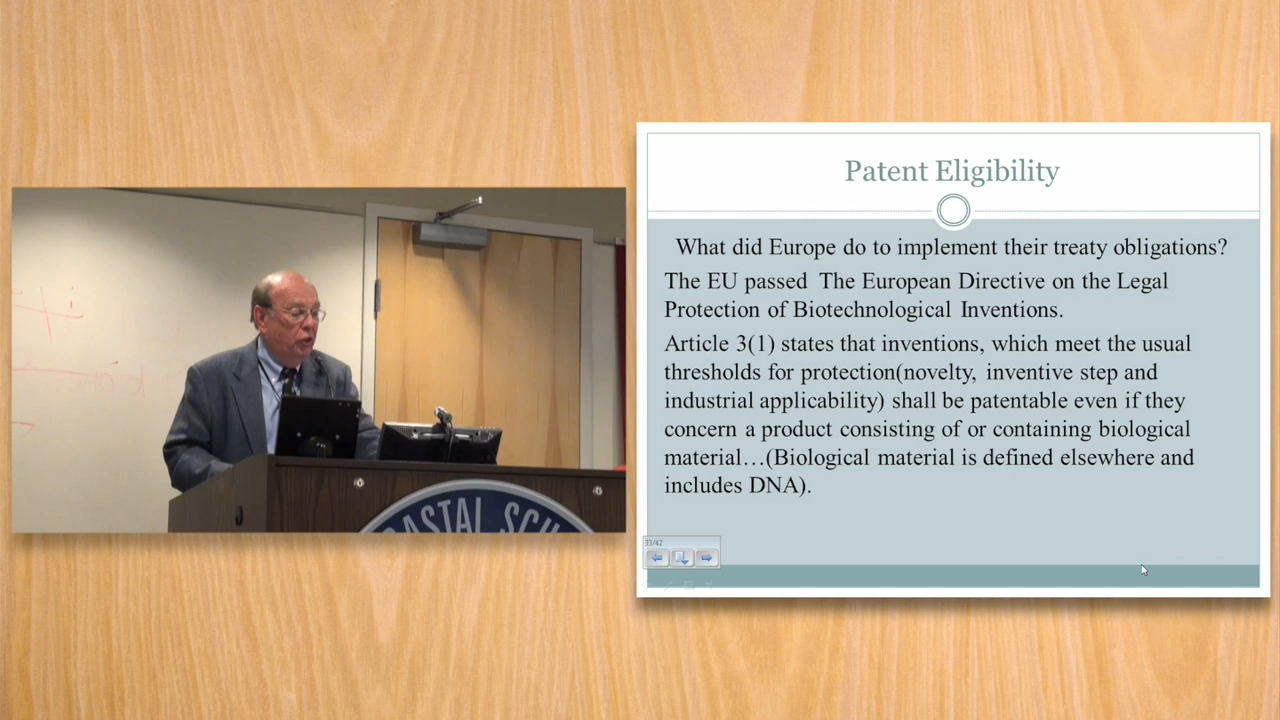 Patent Eligibility
What did Europe do to implement their treaty obligations?
The EU passed The European Directive on the Legal
Protection of Biotechnological Inventions.
Article 3(1) states that inventions, which meet the usual
thresholds for protection(novelty, inventive step and
industrial applicability) shall be patentable even if they
concern a product consisting of or containing biological
material…(Biological material is defined elsewhere and
includes DNA).
33/42